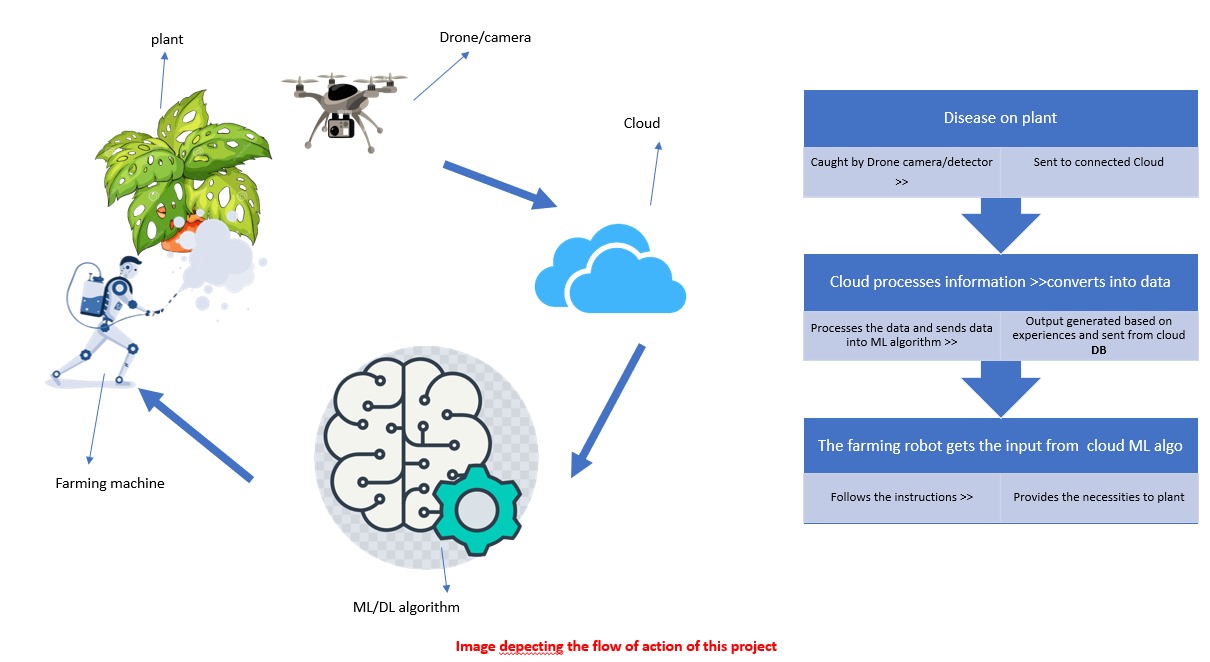 plant
Drone/camera
Cloud
Farming machine
ML/DL algorithm
Disease on plant
Caught by Drone camera/detector
>>
Sent to connected Cloud
Cloud processes information >>converts into data
Processes the data and sends data
into ML algorithm >>
Output generated based on
experiences and sent from cloud
DB
The farming robot gets the input from  cloud ML algo
Follows the instructions >>
Provides the necessities to plant
Image depecting the flow of action of this project